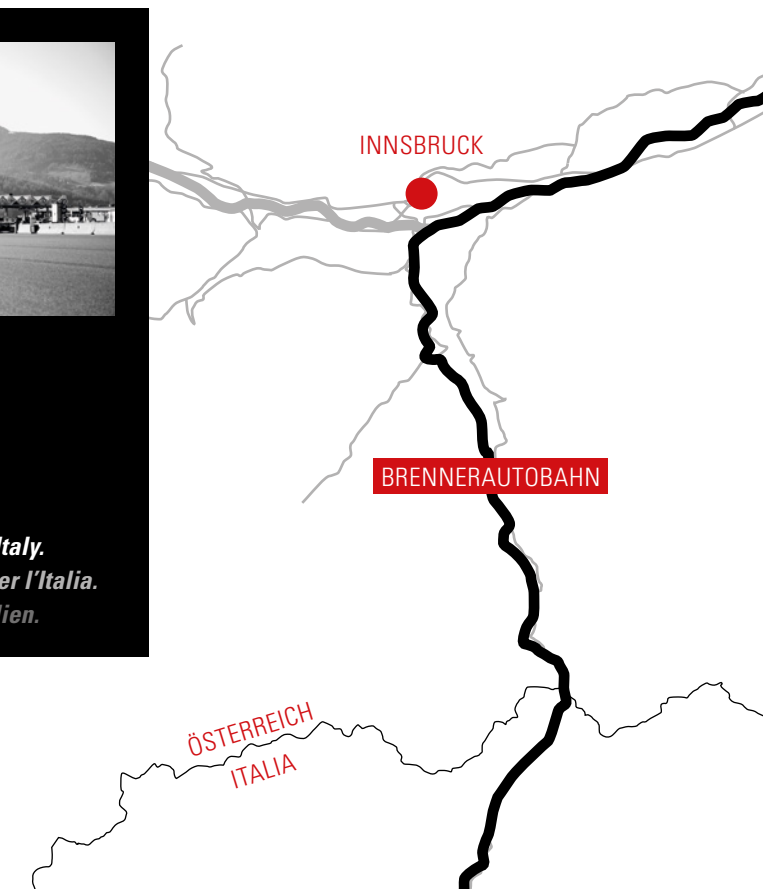 INNSBRUCK
BRENNERAUTOBAHN
Italy.
er l'Italia.
lien.
ÖSTERREICH
ITALIA